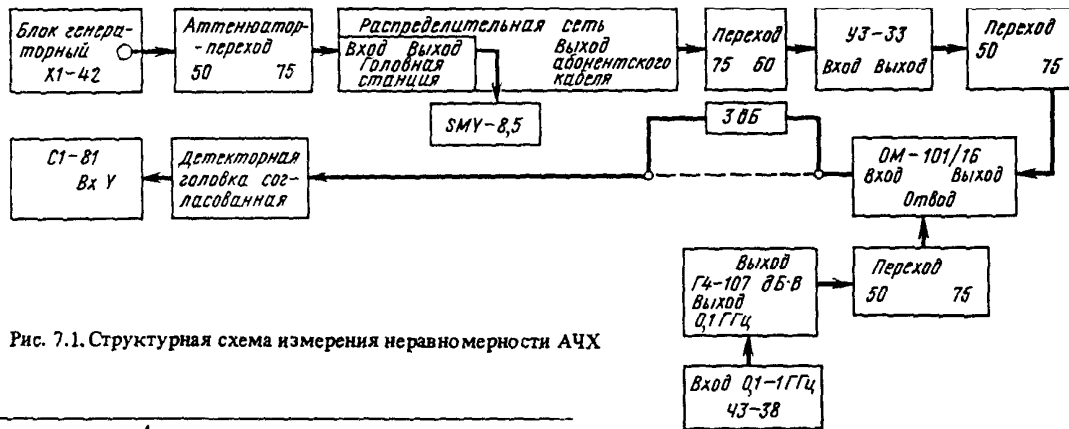 Блок генера-
торный
Х1-42
Аттенюатор-
-переход
50 75
Распределительная сеть
Вход Выход
Головная
станция
Выход
абонентского
кабеля
SMY-8,5
Переход
75 60
УЗ-33
Вход Выход
Переход
50
75
3 дБ
С1-81
Вх Y
Детекторная
головка сог-
ласованная
ОМ-101/16
Вход Выход
Отвод
Выход
Г4-107 дБ·В
Выход
0,1 ГГц
Переход
50 75
Вход 0,1-1 ГГц
ЧЗ-38
Рис. 7.1. Структурная схема измерения неравномерности АЧХ